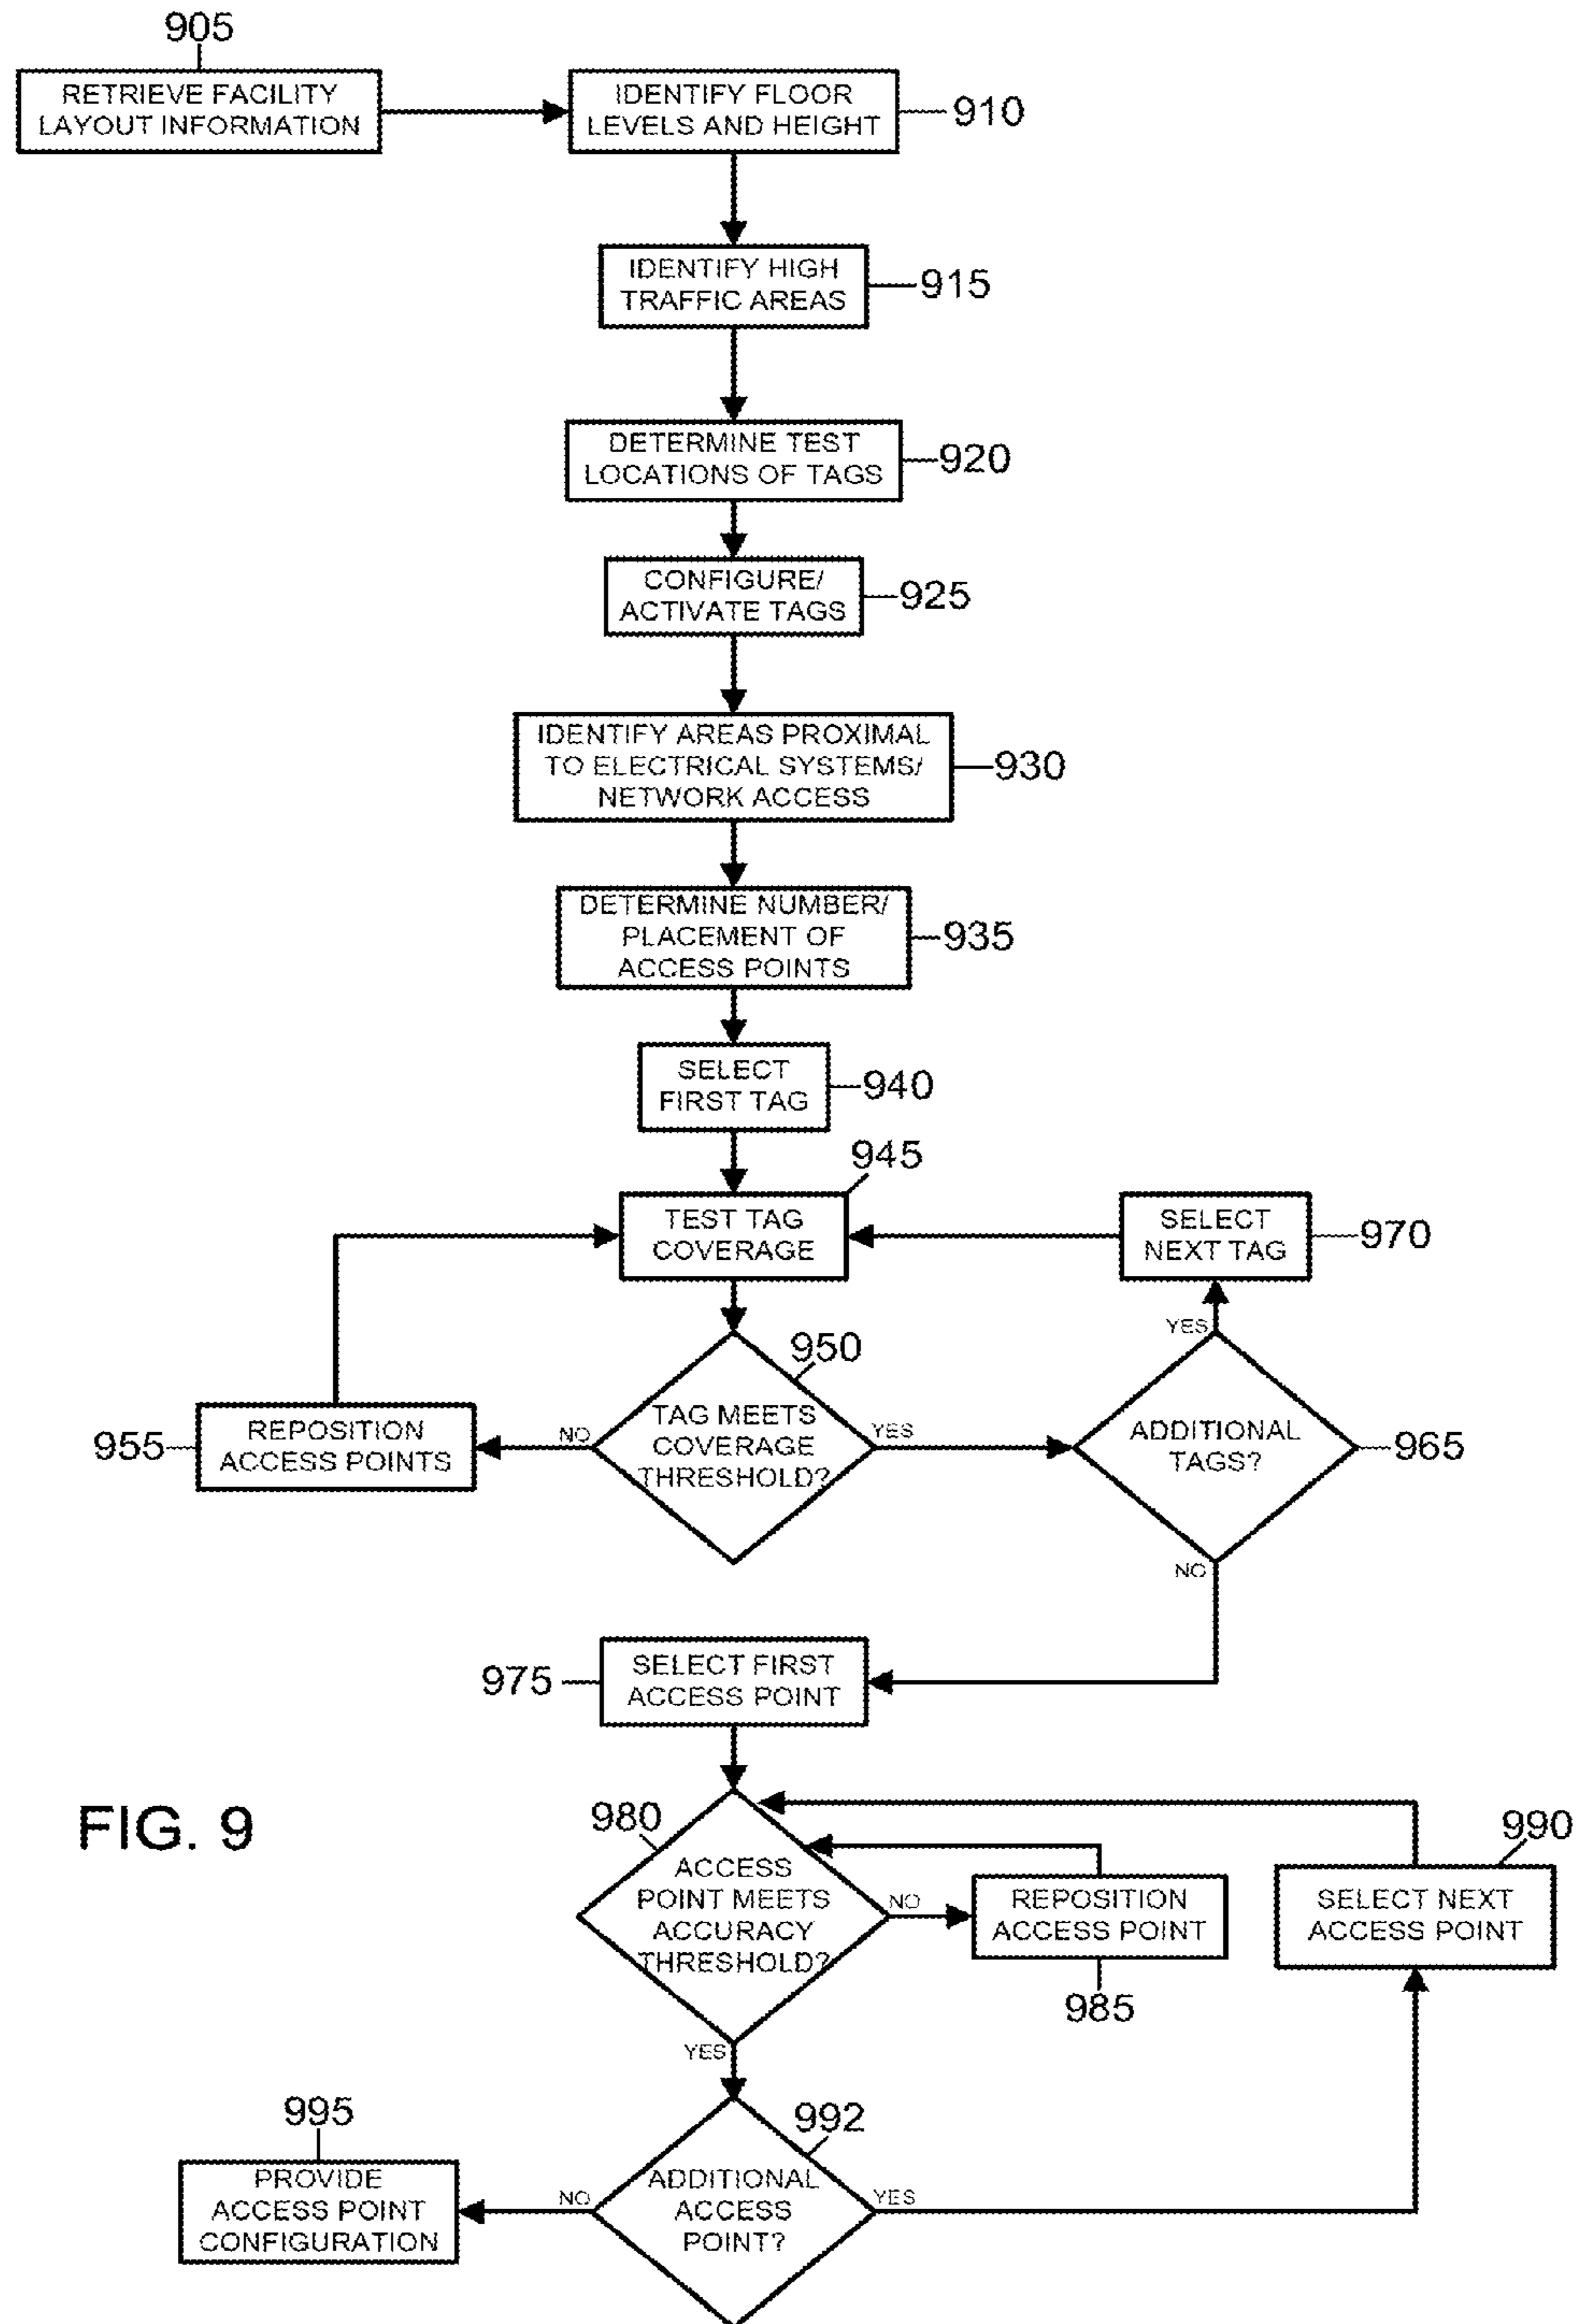 905
RETRIEVE FACILITY
LAYOUT INFORMATION
IDENTIFY FLOOR
LEVELS AND HEIGHT
910
IDENTIFY HIGH
TRAFFIC AREAS
915
DETERMINE TEST
LOCATIONS OF TAGS
920
CONFIGURE/
ACTIVATE TAGS
925
IDENTIFY AREAS PROXIMAL
TO ELECTRICAL SYSTEMS/
NETWORK ACCESS
930
DETERMINE NUMBER/
PLACEMENT OF
ACCESS POINTS
935
SELECT
FIRST TAG
940
945
TEST TAG
COVERAGE
SELECT
NEXT TAG
970
YES
950
955
REPOSITION
ACCESS POINTS
NO
TAG MEETS
COVERAGE
THRESHOLD?
YES
ADDITIONAL
TAGS?
965
NO
975
SELECT FIRST
ACCESS POINT
FIG. 9
980
ACCESS
POINT MEETS
ACCURACY
THRESHOLD?
NO
REPOSITION
ACCESS POINT
985
990
SELECT NEXT
ACCESS POINT
YES
995
PROVIDE
ACCESS POINT
CONFIGURATION
NO
992
ADDITIONAL
ACCESS
POINT?
YES